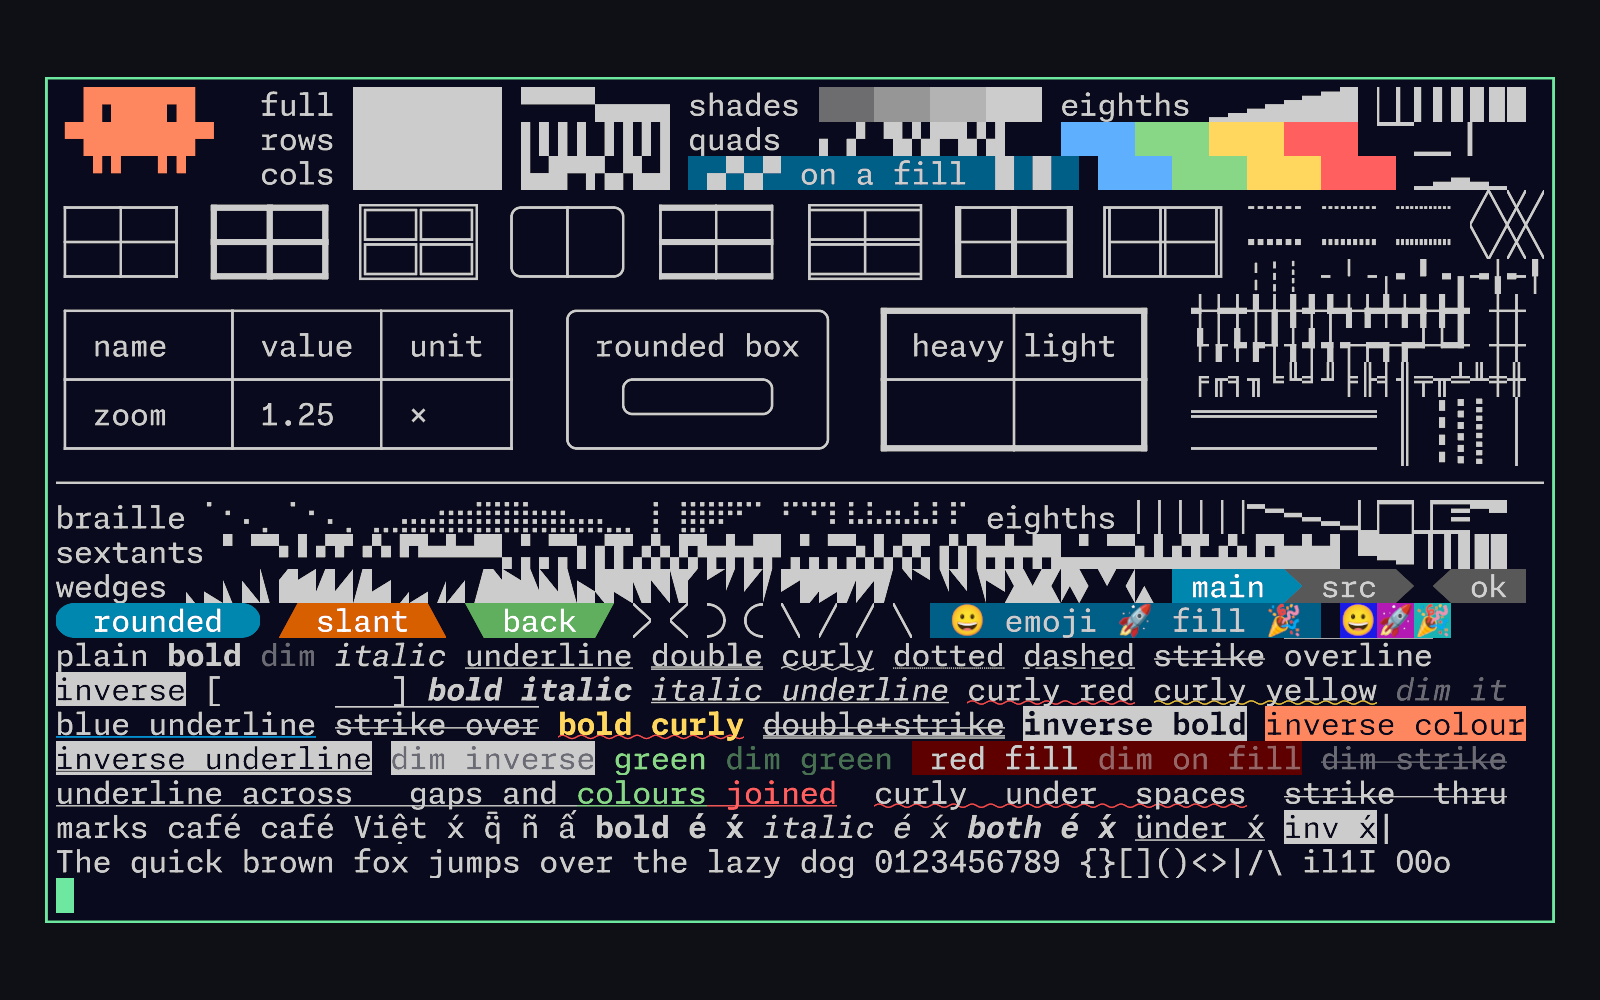 full shades eighths
rows quads
cols on a fill
name value unit rounded box heavy light
zoom 1.25 ×
braille eighths
sextants
wedges main src ok
rounded slant back 😀 emoji 🚀 fill 🎉 😀🚀🎉
plain bold dim italic underline double curly dotted dashed strike overline
inverse [ ] bold italic italic underline curly red curly yellow dim it
blue underline strike over bold curly double+strike inverse bold inverse colour
inverse underline dim inverse green dim green red fill dim on fill dim strike
underline across gaps and colours joined curly under spaces strike thru
marks café café Việt x́ q̈̄ ñ ấ bold é x́ italic é x́ both é x́ ünder x́ inv x́|
The quick brown fox jumps over the lazy dog 0123456789 {}[]()<>|/\ il1I O0o